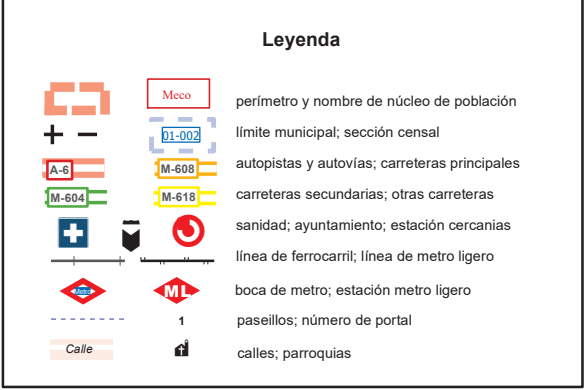 Leyenda
Meco
perímetro y nombre de núcleo de población
01-002
límite municipal; sección censal
A-6 M-608
autopistas y autovías; carreteras principales
M-604 M-618
carreteras secundarias; otras carreteras
sanidad; ayuntamiento; estación cercanias
línea de ferrocarril; línea de metro ligero
Metro ML
boca de metro; estación metro ligero
1
paseillos; número de portal
Calle
calles; parroquias